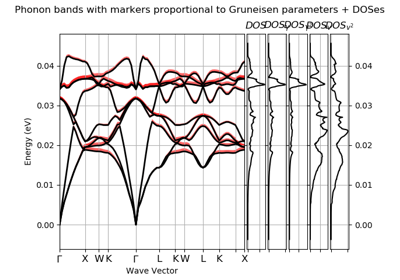 Phonon bands with markers proportional to Gruneisen parameters + DOSes
DOS DOS DOS DOS DOS
0.04 0.04
0.03 0.03
0.02 0.02
0.01 0.01
0.00 0.00
Energy (eV)
Γ X W K Γ L K W L K X
Wave Vector